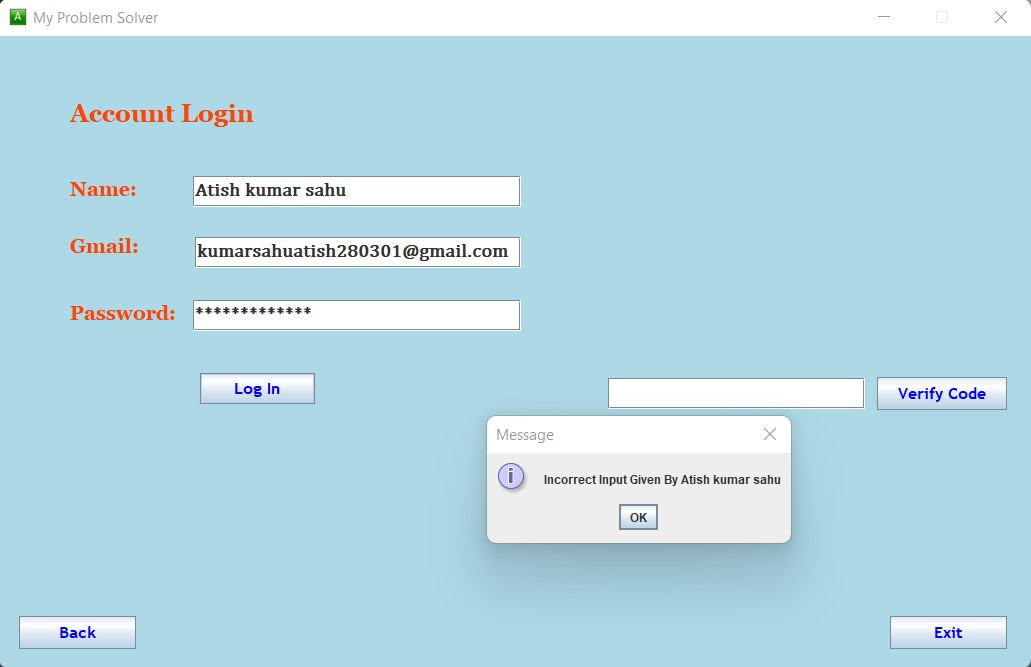 A My Problem Solver
Account Login
Name: Atish kumar sahu
Gmail: kumarsahuatish280301@gmail.com
Password: *************
Log In
Verify Code
Message
i Incorrect Input Given By Atish kumar sahu
OK
Back
Exit